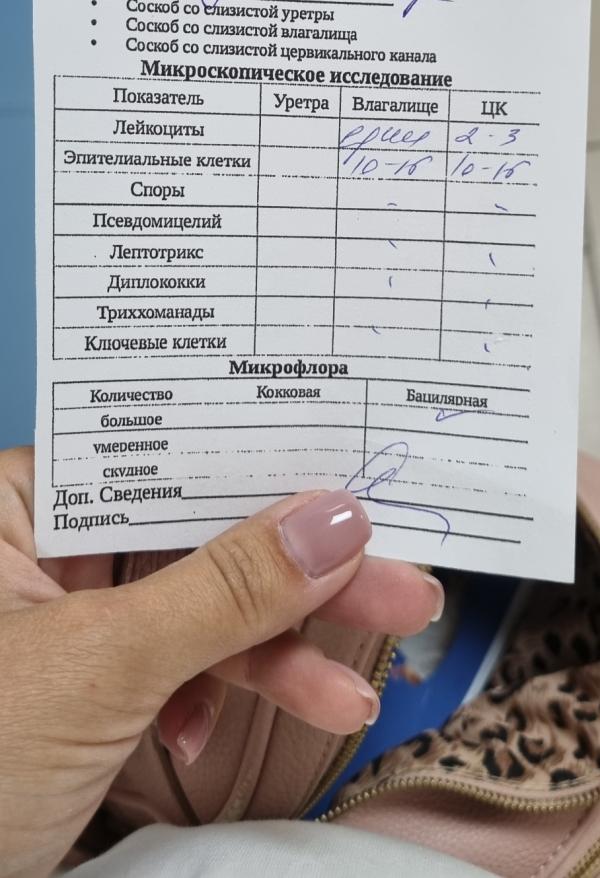 • Соскоб со слизистой уретры
• Соскоб со слизистой влагалища
• Соскоб со слизистой цервикального канала
Микроскопическое исследование
Показатель Уретра Влагалище ЦК
Лейкоциты един 2-3
Эпителиальные клетки 10-15 10-15
Споры - -
Псевдомицелий -
Лептотрикс -
Диплококки -
Триххоманады -
Ключевые клетки - -
Микрофлора
Количество Кокковая Бацилярная
большое ✓
умеренное
скудное
Доп. Сведения
Подпись